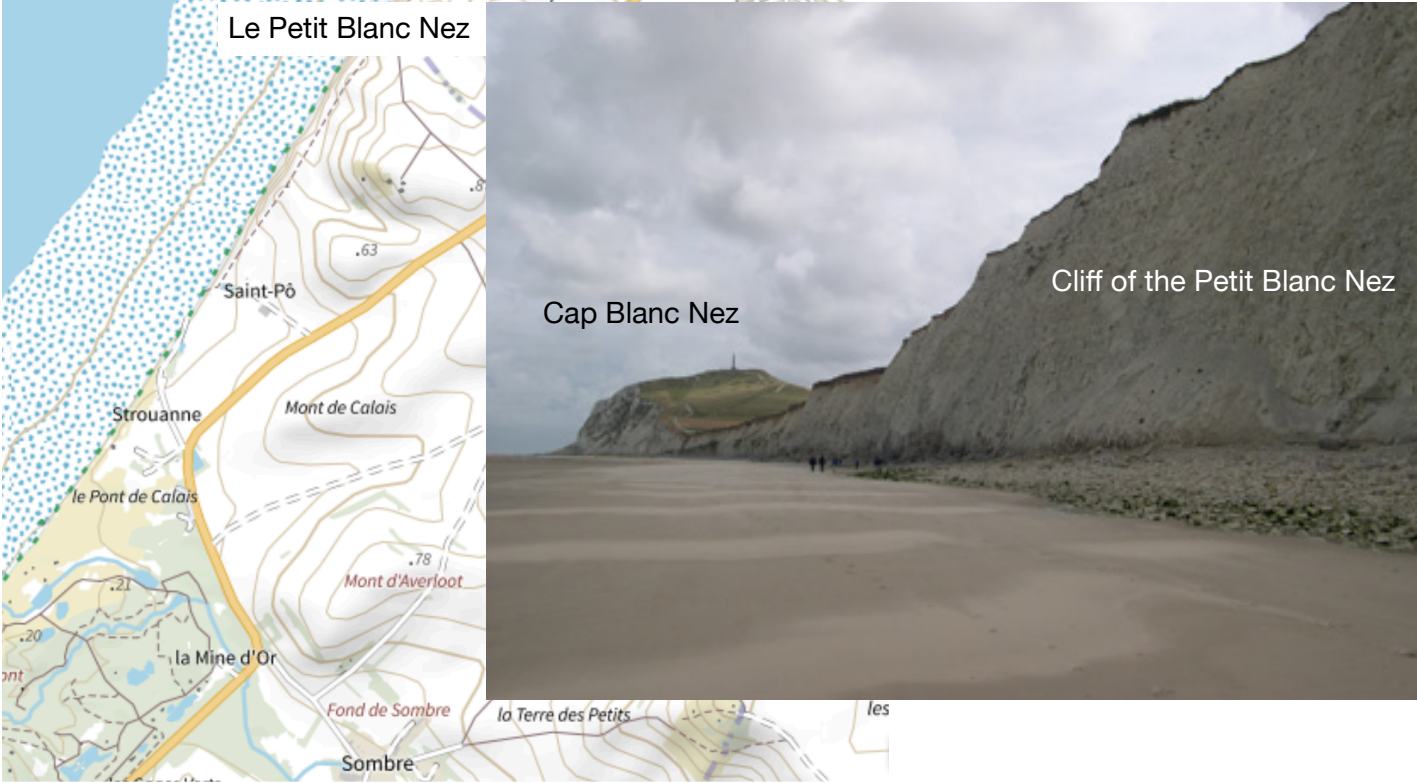 Le Petit Blanc Nez
.8
.63
Saint-Pô
Cliff of the Petit Blanc Nez
Cap Blanc Nez
Strouanne
Mont de Calais
le Pont de Calais
.78
Mont d'Averloot
.21
.20
la Mine d'Or
ont
Fond de Sombre
la Terre des Petits
les
Sombre